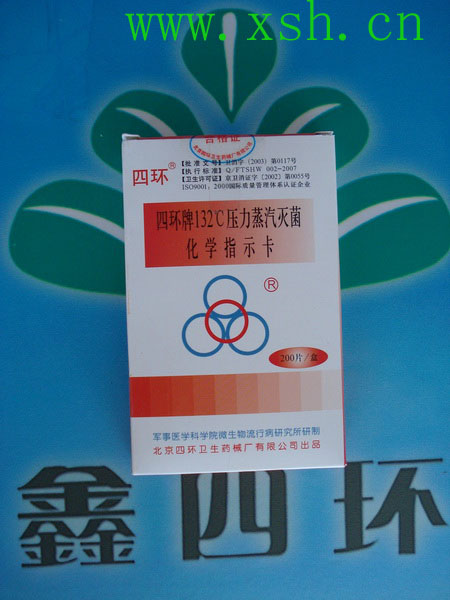 www.xsh.cn
合格证
四环®
【批准文号】卫消字（2003）第0117号
【执行标准】Q/FTSHW 002-2007
【卫生许可证】京卫消证字［2002］第0055号
ISO9001：2000国际质量管理体系认证企业
四环牌132℃压力蒸汽灭菌
化学指示卡
®
200片/盒
军事医学科学院微生物流行病研究所研制
北京四环卫生药械厂有限公司出品
鑫四环